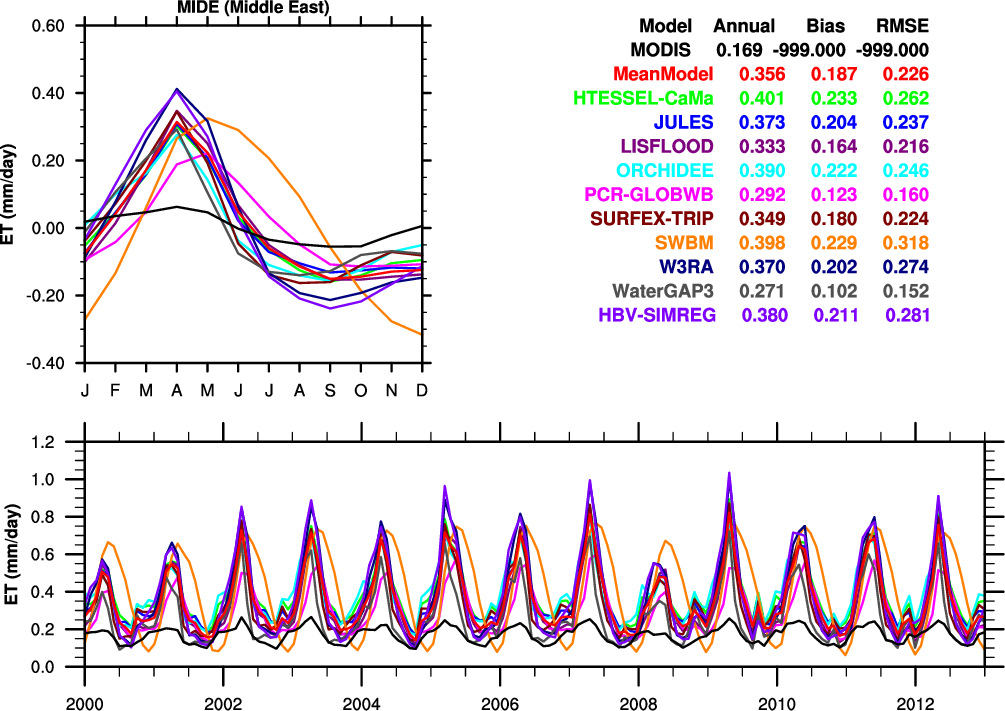 MIDE (Middle East)
0.60
0.40
0.20
0.00
-0.20
-0.40
ET (mm/day)
J F M A M J J A S O N D
Model Annual Bias RMSE
MODIS 0.169 -999.000 -999.000
MeanModel 0.356 0.187 0.226
HTESSEL-CaMa 0.401 0.233 0.262
JULES 0.373 0.204 0.237
LISFLOOD 0.333 0.164 0.216
ORCHIDEE 0.390 0.222 0.246
PCR-GLOBWB 0.292 0.123 0.160
SURFEX-TRIP 0.349 0.180 0.224
SWBM 0.398 0.229 0.318
W3RA 0.370 0.202 0.274
WaterGAP3 0.271 0.102 0.152
HBV-SIMREG 0.380 0.211 0.281
1.2
1.0
0.8
0.6
0.4
0.2
0.0
ET (mm/day)
2000 2002 2004 2006 2008 2010 2012